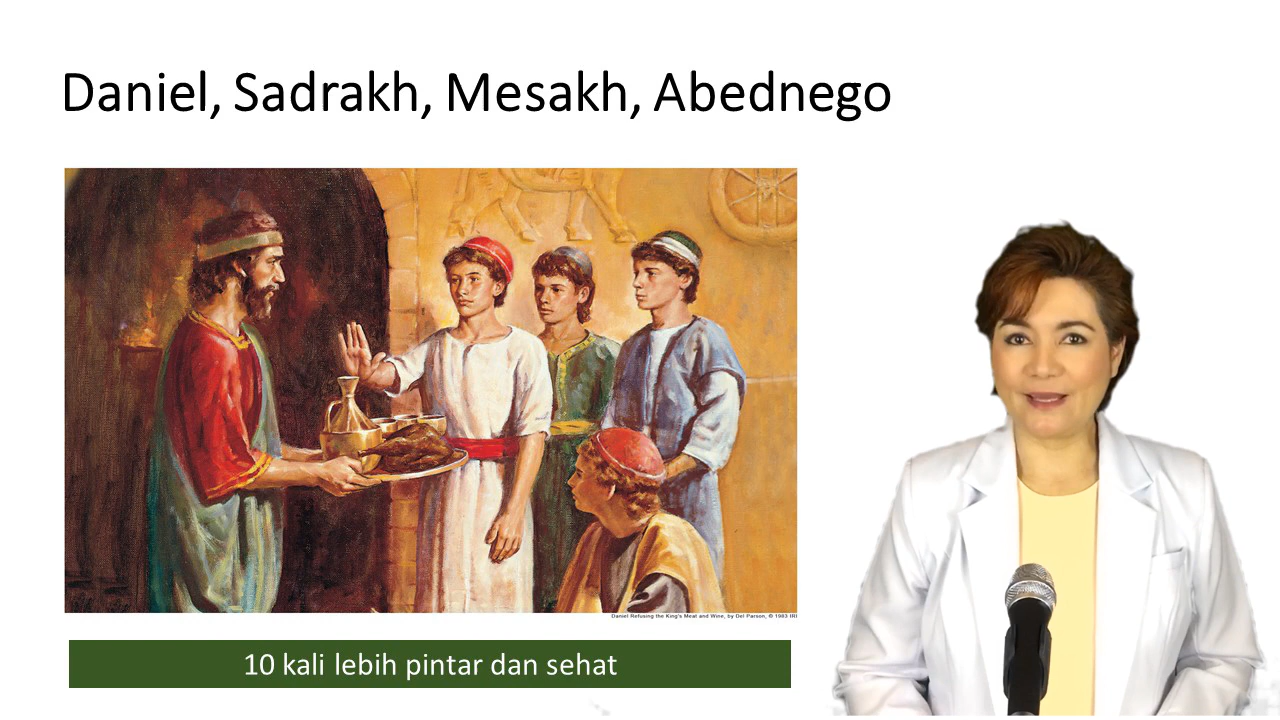 Daniel, Sadrakh, Mesakh, Abednego
Daniel Refusing the King's Meat and Wine, by Del Parson, © 1983 IRI
10 kali lebih pintar dan sehat